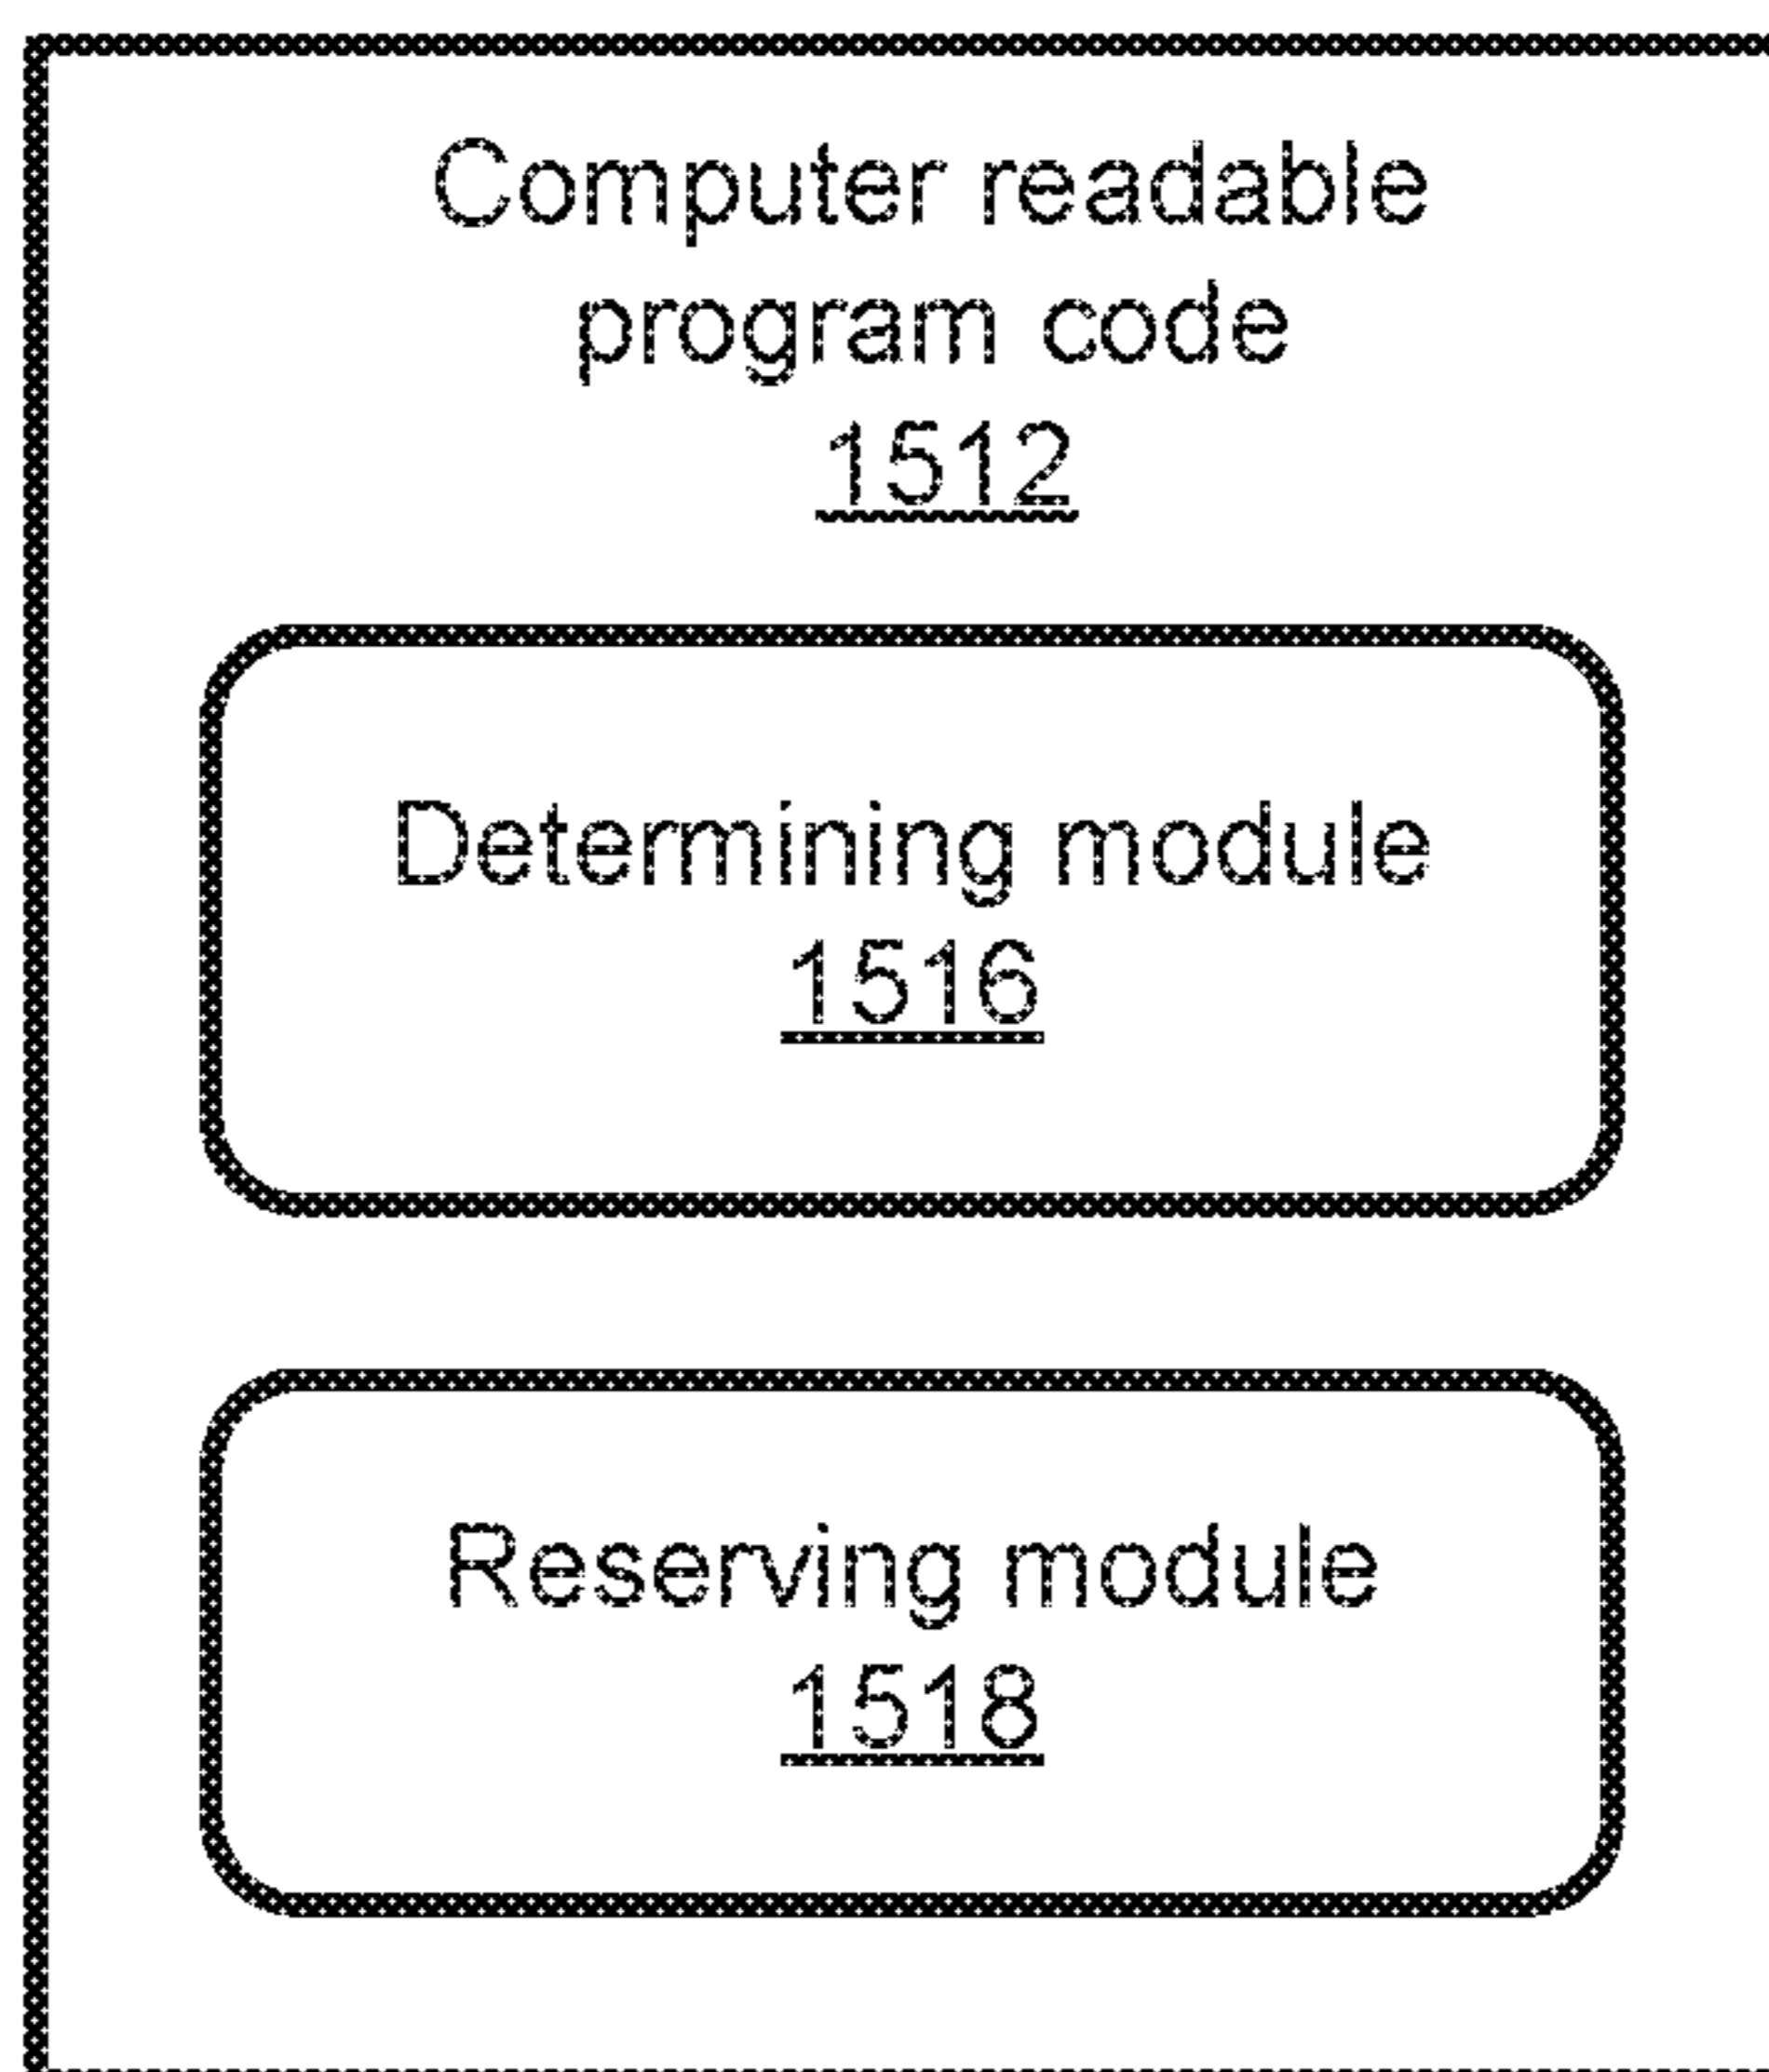 Computer readable
program code
1512
Determining module
1516
Reserving module
1518